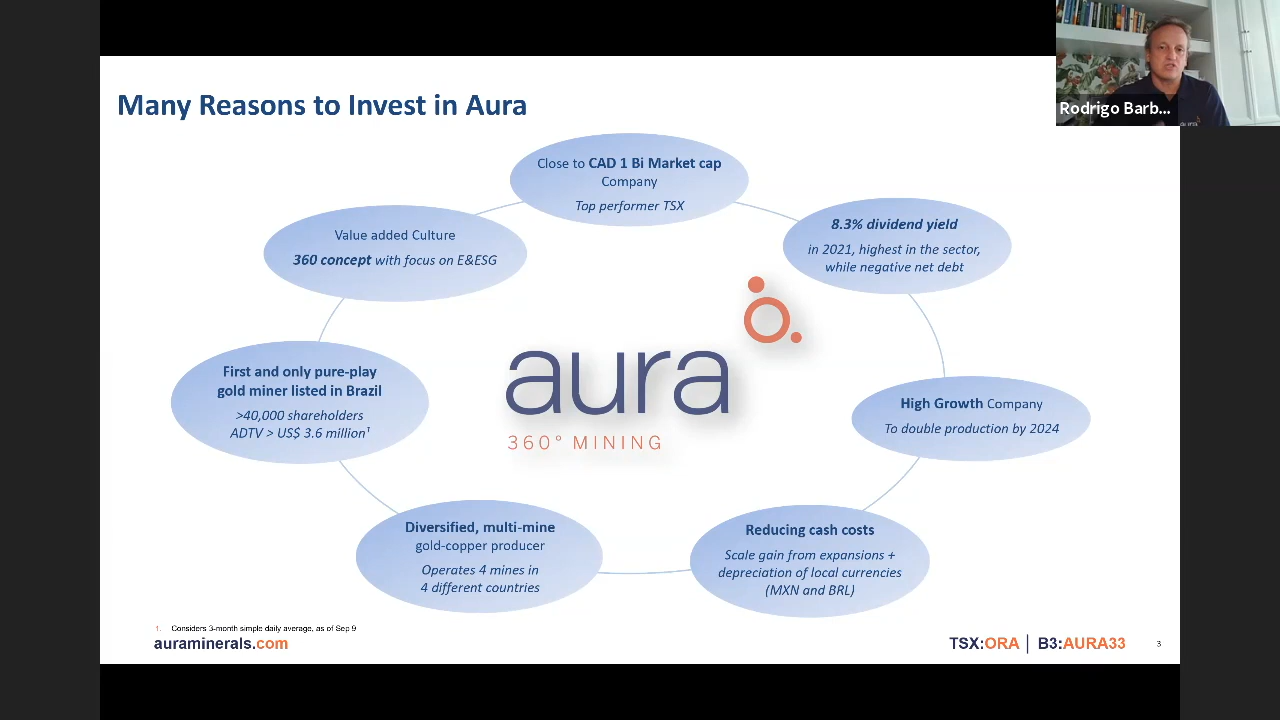 Many Reasons to Invest in Aura
Rodrigo Barb...
Close to CAD 1 Bi Market cap
Company
Top performer TSX
8.3% dividend yield
in 2021, highest in the sector,
while negative net debt
High Growth Company
To double production by 2024
Reducing cash costs
Scale gain from expansions +
depreciation of local currencies
(MXN and BRL)
Diversified, multi-mine
gold-copper producer
Operates 4 mines in
4 different countries
First and only pure-play
gold miner listed in Brazil
>40,000 shareholders
ADTV > US$ 3.6 million¹
Value added Culture
360 concept with focus on E&ESG
aura
360° MINING
1. Considers 3-month simple daily average, as of Sep 9
auraminerals.com
TSX:ORA | B3:AURA33
3